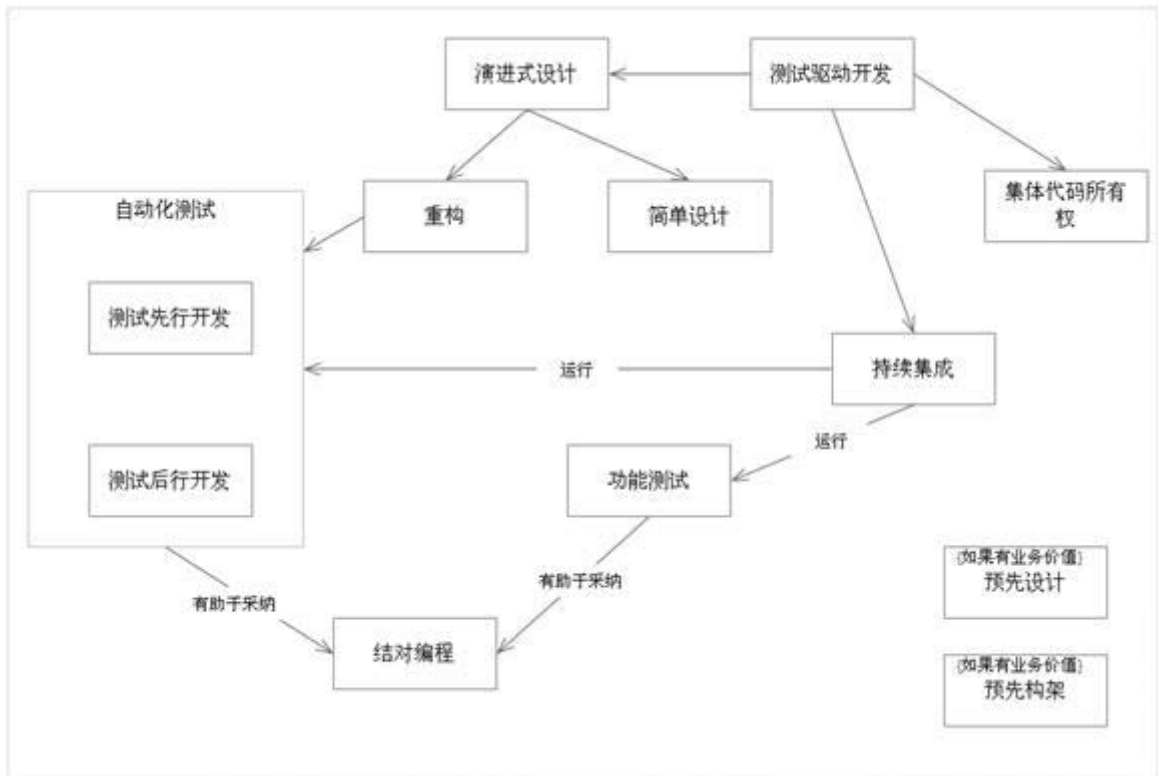 演进式设计
测试驱动开发
自动化测试
重构
简单设计
集体代码所有
权
测试先行开发
运行
持续集成
运行
测试后行开发
功能测试
{如果有业务价值}
预先设计
有助于采纳
有助于采纳
结对编程
{如果有业务价值}
预先构架